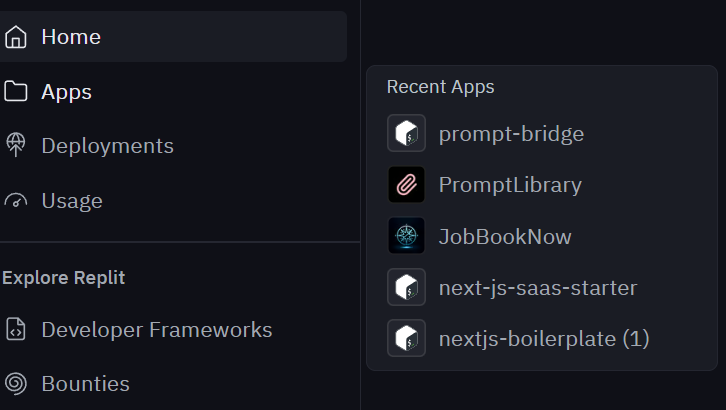 Home
Apps
Deployments
Usage
Explore Replit
Developer Frameworks
Bounties
Recent Apps
prompt-bridge
PromptLibrary
JobBookNow
next-js-saas-starter
nextjs-boilerplate (1)